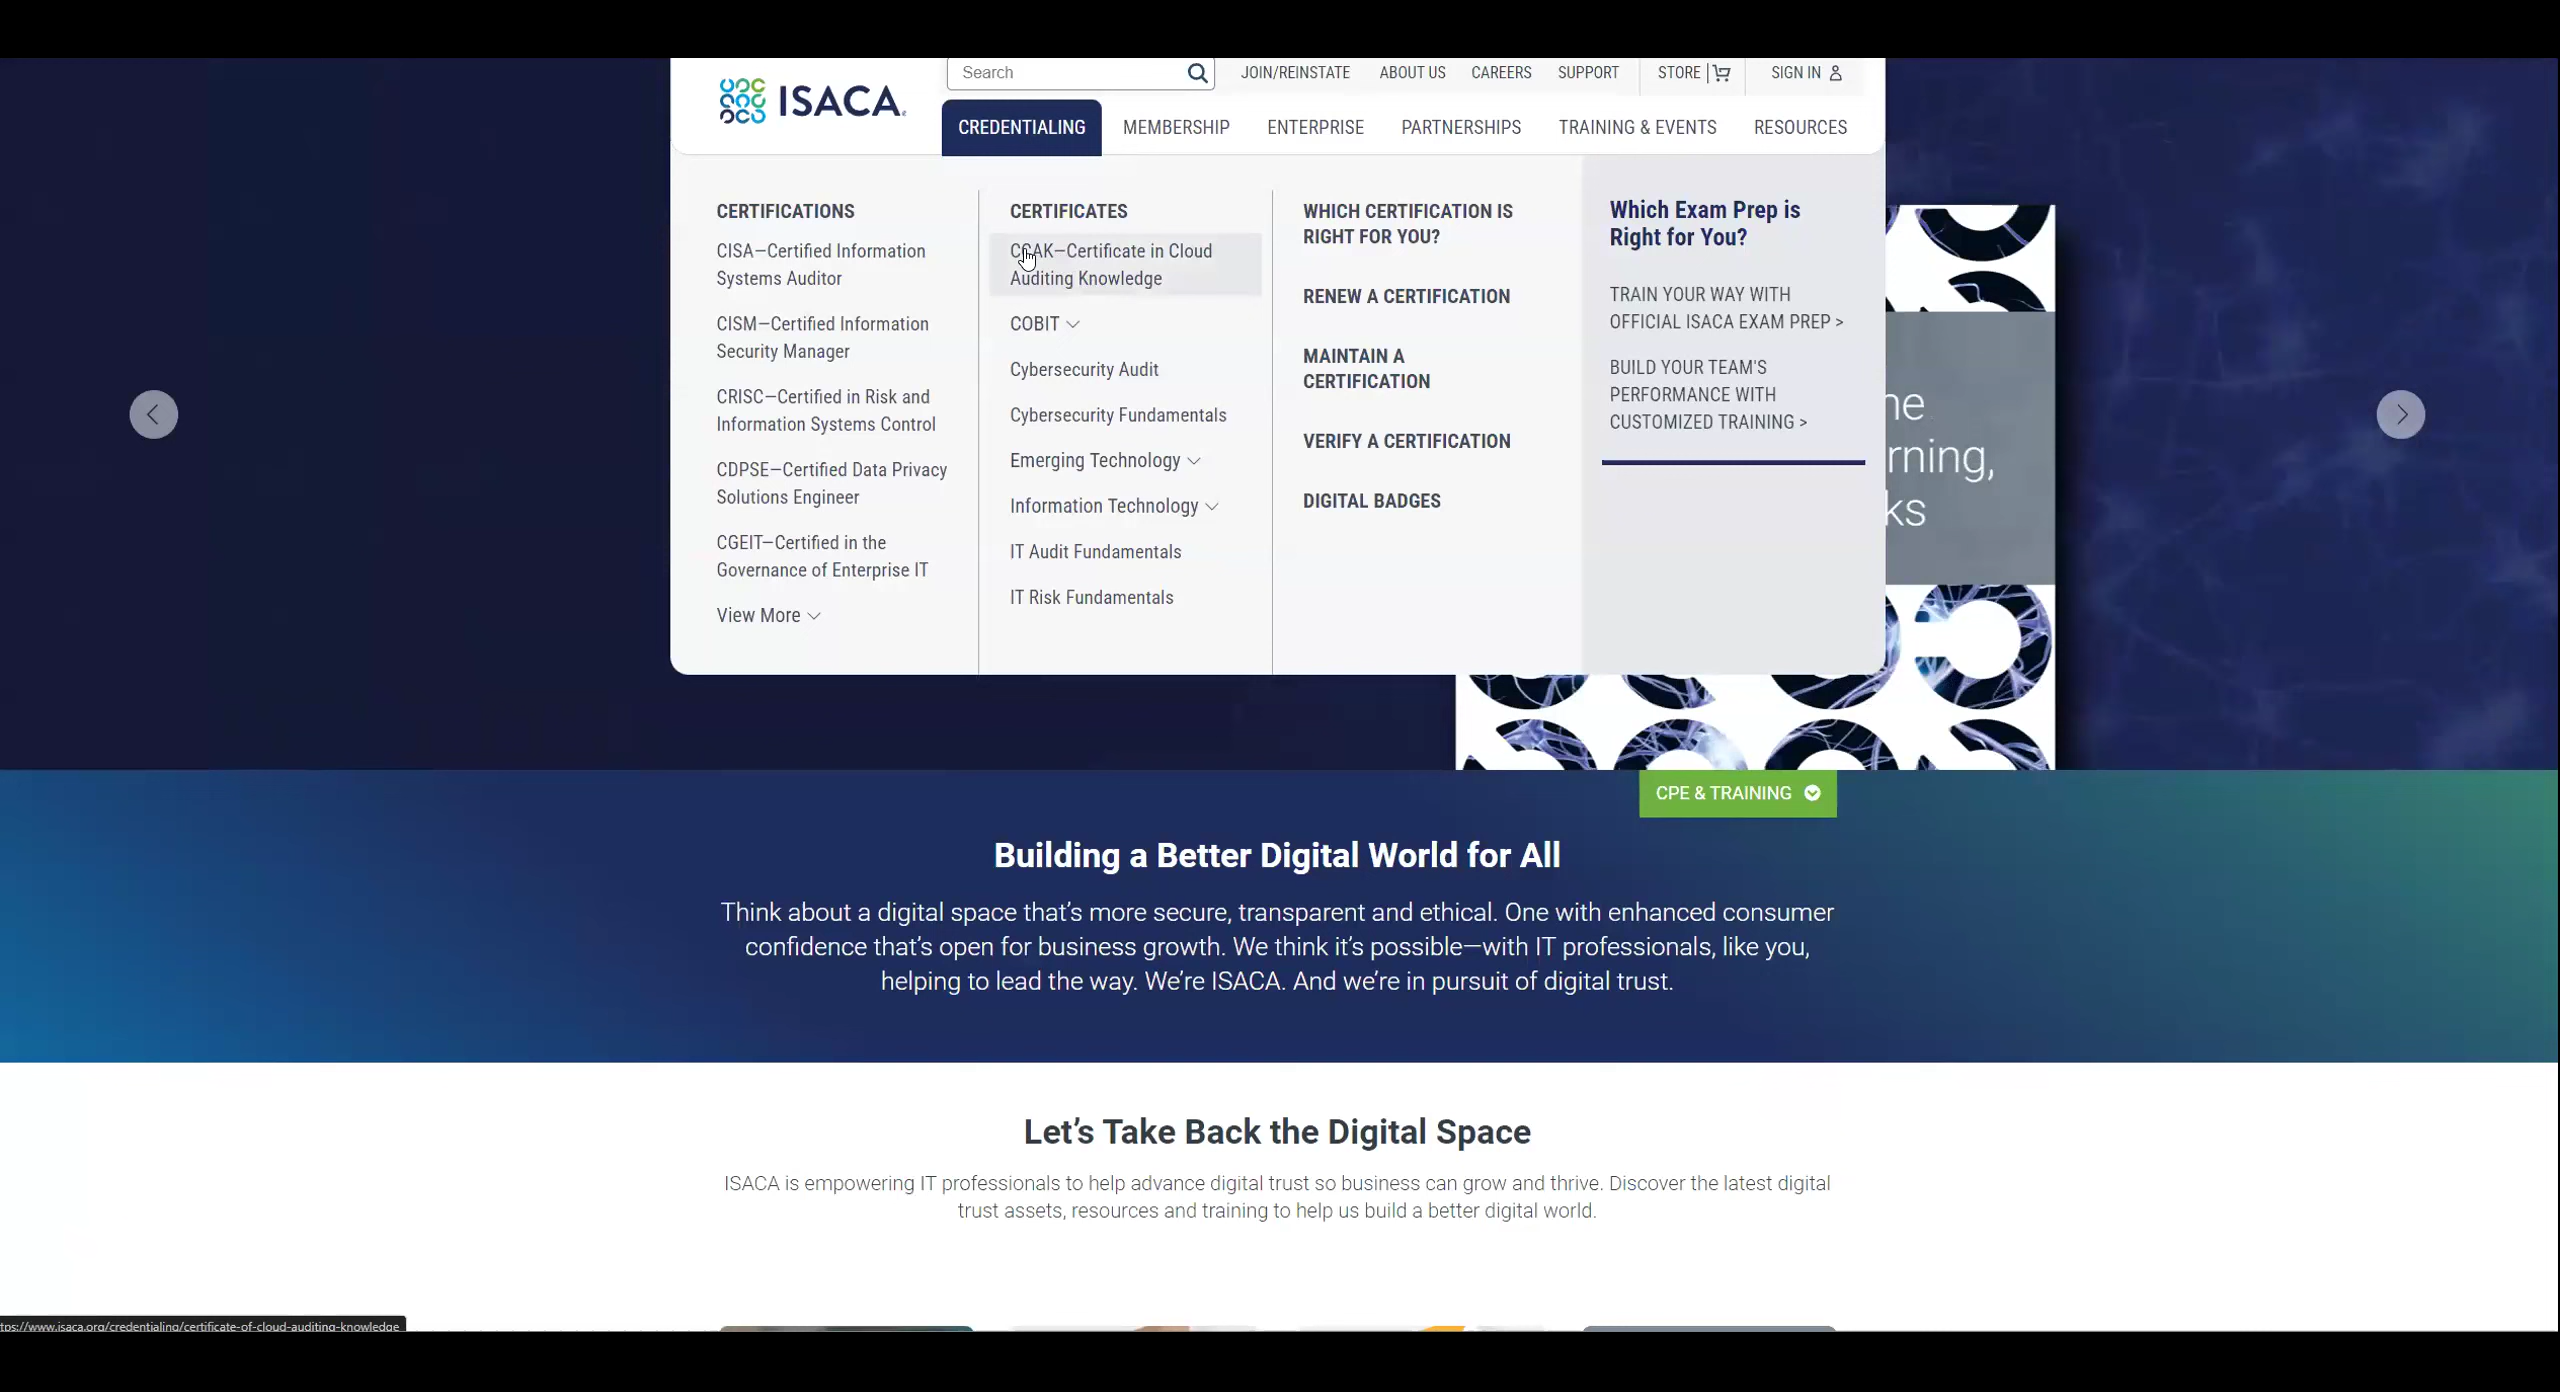 ISACA
Search
JOIN/REINSTATE
ABOUT US
CAREERS
SUPPORT
STORE
SIGN IN
CREDENTIALING
MEMBERSHIP
ENTERPRISE
PARTNERSHIPS
TRAINING & EVENTS
RESOURCES
CERTIFICATIONS
CISA—Certified Information
Systems Auditor
CISM—Certified Information
Security Manager
CRISC—Certified in Risk and
Information Systems Control
CDPSE—Certified Data Privacy
Solutions Engineer
CGEIT—Certified in the
Governance of Enterprise IT
View More
CERTIFICATES
CCAK—Certificate in Cloud
Auditing Knowledge
COBIT
Cybersecurity Audit
Cybersecurity Fundamentals
Emerging Technology
Information Technology
IT Audit Fundamentals
IT Risk Fundamentals
WHICH CERTIFICATION IS
RIGHT FOR YOU?
RENEW A CERTIFICATION
MAINTAIN A
CERTIFICATION
VERIFY A CERTIFICATION
DIGITAL BADGES
Which Exam Prep is
Right for You?
TRAIN YOUR WAY WITH
OFFICIAL ISACA EXAM PREP >
BUILD YOUR TEAM'S
PERFORMANCE WITH
CUSTOMIZED TRAINING >
ne
rning,
ks
CPE & TRAINING
Building a Better Digital World for All
Think about a digital space that’s more secure, transparent and ethical. One with enhanced consumer
confidence that’s open for business growth. We think it’s possible—with IT professionals, like you,
helping to lead the way. We’re ISACA. And we’re in pursuit of digital trust.
Let’s Take Back the Digital Space
ISACA is empowering IT professionals to help advance digital trust so business can grow and thrive. Discover the latest digital
trust assets, resources and training to help us build a better digital world.
tps://www.isaca.org/credentialing/certificate-of-cloud-auditing-knowledge